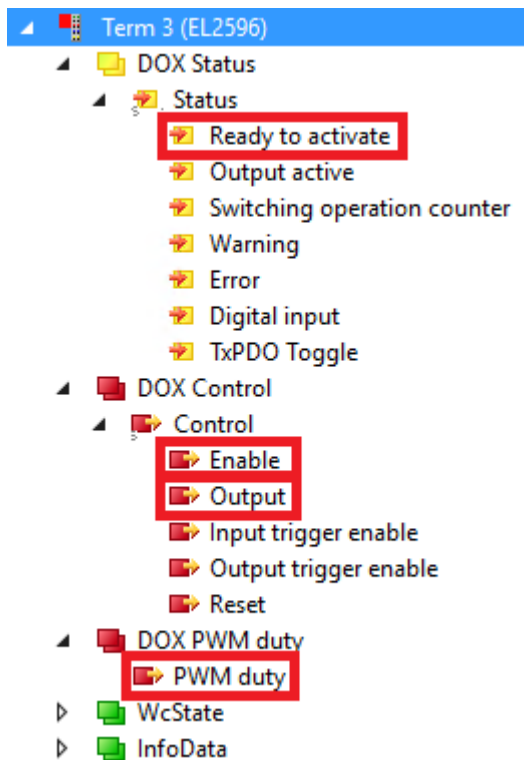 Term 3 (EL2596)
DOX Status
Status
Ready to activate
Output active
Switching operation counter
Warning
Error
Digital input
TxPDO Toggle
DOX Control
Control
Enable
Output
Input trigger enable
Output trigger enable
Reset
DOX PWM duty
PWM duty
WcState
InfoData